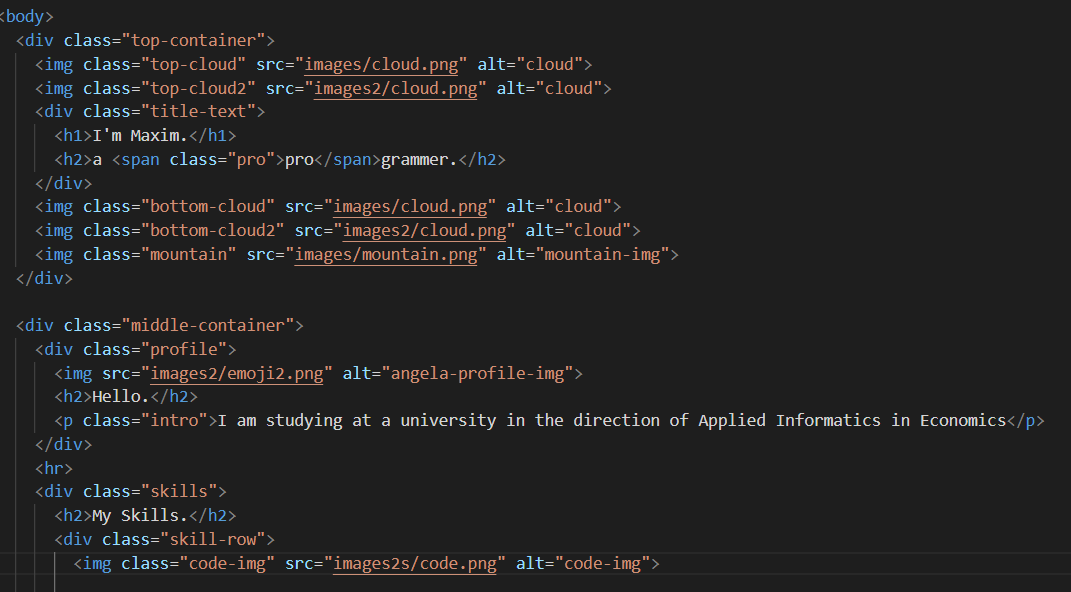 <body>
<div class="top-container">
<img class="top-cloud" src="images/cloud.png" alt="cloud">
<img class="top-cloud2" src="images2/cloud.png" alt="cloud">
<div class="title-text">
<h1>I'm Maxim.</h1>
<h2>a <span class="pro">pro</span>grammer.</h2>
</div>
<img class="bottom-cloud" src="images/cloud.png" alt="cloud">
<img class="bottom-cloud2" src="images2/cloud.png" alt="cloud">
<img class="mountain" src="images/mountain.png" alt="mountain-img">
</div>
<div class="middle-container">
<div class="profile">
<img src="images2/emoji2.png" alt="angela-profile-img">
<h2>Hello.</h2>
<p class="intro">I am studying at a university in the direction of Applied Informatics in Economics</p>
</div>
<hr>
<div class="skills">
<h2>My Skills.</h2>
<div class="skill-row">
<img class="code-img" src="images2s/code.png" alt="code-img">